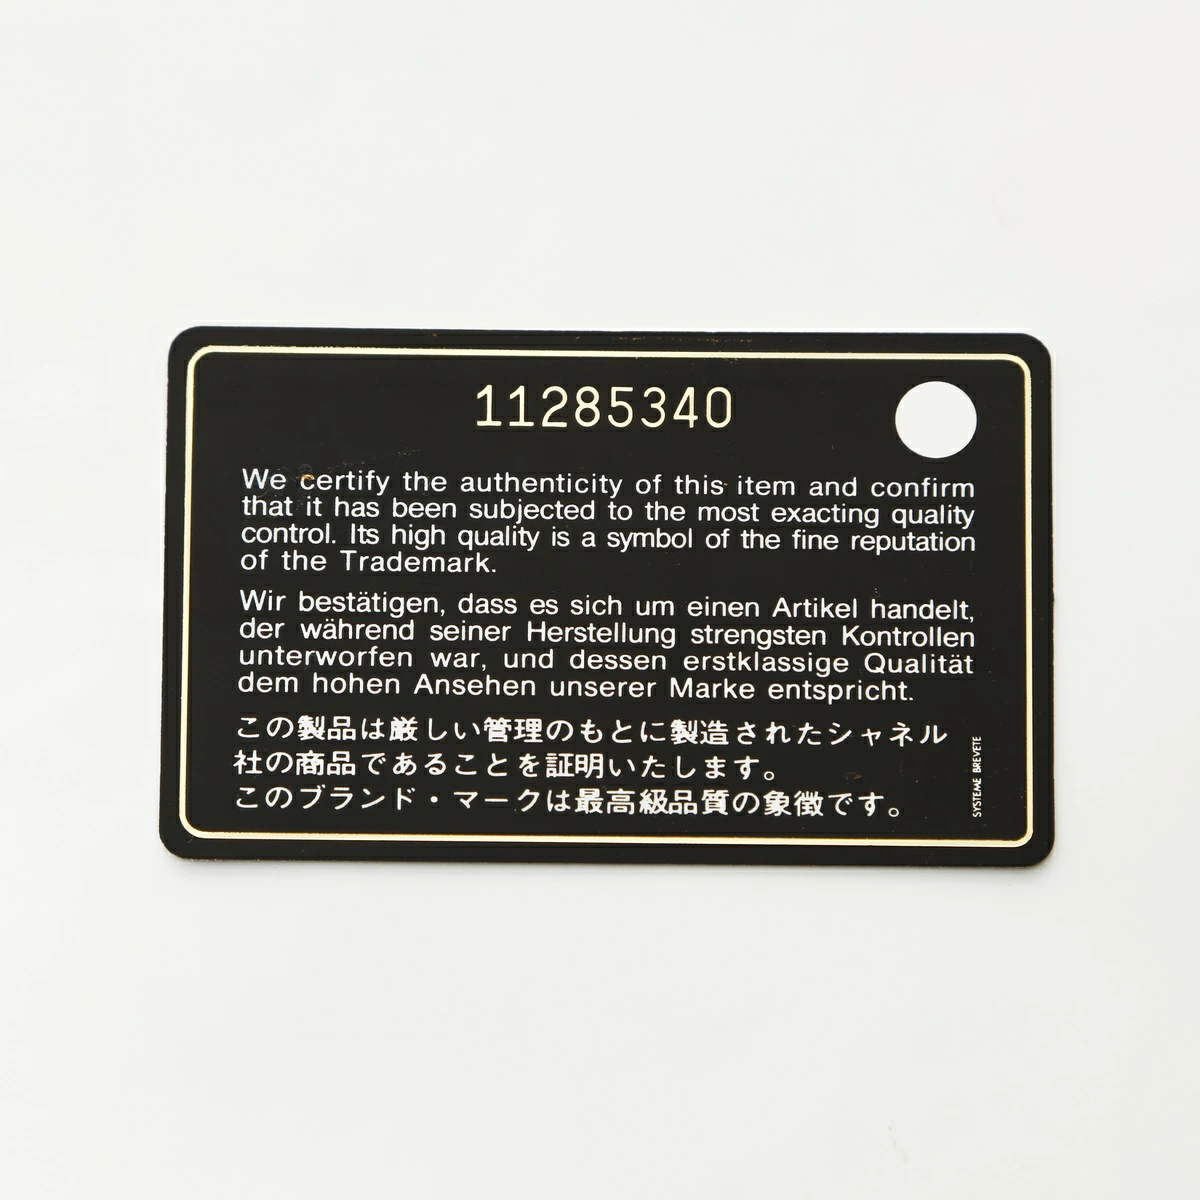 11285340
We certify the authenticity of this item and confirm
that it has been subjected to the most exacting quality
control. Its high quality is a symbol of the fine reputation
of the Trademark.
Wir bestätigen, dass es sich um einen Artikel handelt,
der während seiner Herstellung strengsten Kontrollen
unterworfen war, und dessen erstklassige Qualität
dem hohen Ansehen unserer Marke entspricht.
この製品は厳しい管理のもとに製造されたシャネル
社の商品であることを証明いたします。
このブランド・マークは最高級品質の象徴です。
SYSTEME BREVETE